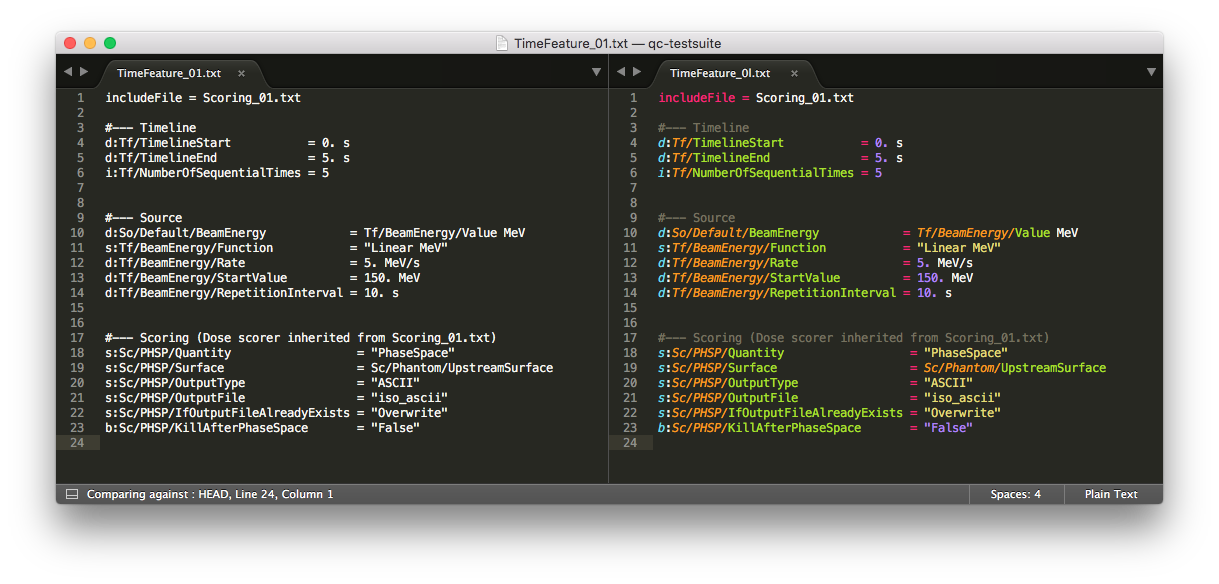 TimeFeature_01.txt — qc-testsuite
TimeFeature_01.txt ×
1 includeFile = Scoring_01.txt
2
3 #--- Timeline
4 d:Tf/TimelineStart = 0. s
5 d:Tf/TimelineEnd = 5. s
6 i:Tf/NumberOfSequentialTimes = 5
7
8
9 #--- Source
10 d:So/Default/BeamEnergy = Tf/BeamEnergy/Value MeV
11 s:Tf/BeamEnergy/Function = "Linear MeV"
12 d:Tf/BeamEnergy/Rate = 5. MeV/s
13 d:Tf/BeamEnergy/StartValue = 150. MeV
14 d:Tf/BeamEnergy/RepetitionInterval = 10. s
15
16
17 #--- Scoring (Dose scorer inherited from Scoring_01.txt)
18 s:Sc/PHSP/Quantity = "PhaseSpace"
19 s:Sc/PHSP/Surface = Sc/Phantom/UpstreamSurface
20 s:Sc/PHSP/OutputType = "ASCII"
21 s:Sc/PHSP/OutputFile = "iso_ascii"
22 s:Sc/PHSP/IfOutputFileAlreadyExists = "Overwrite"
23 b:Sc/PHSP/KillAfterPhaseSpace = "False"
24
TimeFeature_0l.txt ×
1 includeFile = Scoring_01.txt
2
3 #--- Timeline
4 d:Tf/TimelineStart = 0. s
5 d:Tf/TimelineEnd = 5. s
6 i:Tf/NumberOfSequentialTimes = 5
7
8
9 #--- Source
10 d:So/Default/BeamEnergy = Tf/BeamEnergy/Value MeV
11 s:Tf/BeamEnergy/Function = "Linear MeV"
12 d:Tf/BeamEnergy/Rate = 5. MeV/s
13 d:Tf/BeamEnergy/StartValue = 150. MeV
14 d:Tf/BeamEnergy/RepetitionInterval = 10. s
15
16
17 #--- Scoring (Dose scorer inherited from Scoring_01.txt)
18 s:Sc/PHSP/Quantity = "PhaseSpace"
19 s:Sc/PHSP/Surface = Sc/Phantom/UpstreamSurface
20 s:Sc/PHSP/OutputType = "ASCII"
21 s:Sc/PHSP/OutputFile = "iso_ascii"
22 s:Sc/PHSP/IfOutputFileAlreadyExists = "Overwrite"
23 b:Sc/PHSP/KillAfterPhaseSpace = "False"
24
Comparing against : HEAD, Line 24, Column 1
Spaces: 4
Plain Text